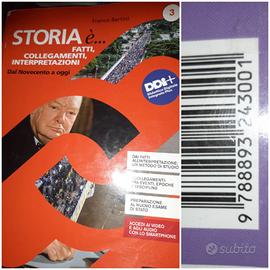 3
Franco Bertini
STORIA è...
FATTI,
COLLEGAMENTI,
INTERPRETAZIONI
Dal Novecento a oggi
DAI FATTI
ALL'INTERPRETAZIONE:
UN METODO DI STUDIO
COLLEGAMENTI
TRA EVENTI, EPOCHE
E DISCIPLINE
PREPARAZIONE
AL NUOVO ESAME
DI STATO
ACCEDI AI VIDEO
E AGLI AUDIO
CON LO SMARTPHONE
9 788893 243001
subito